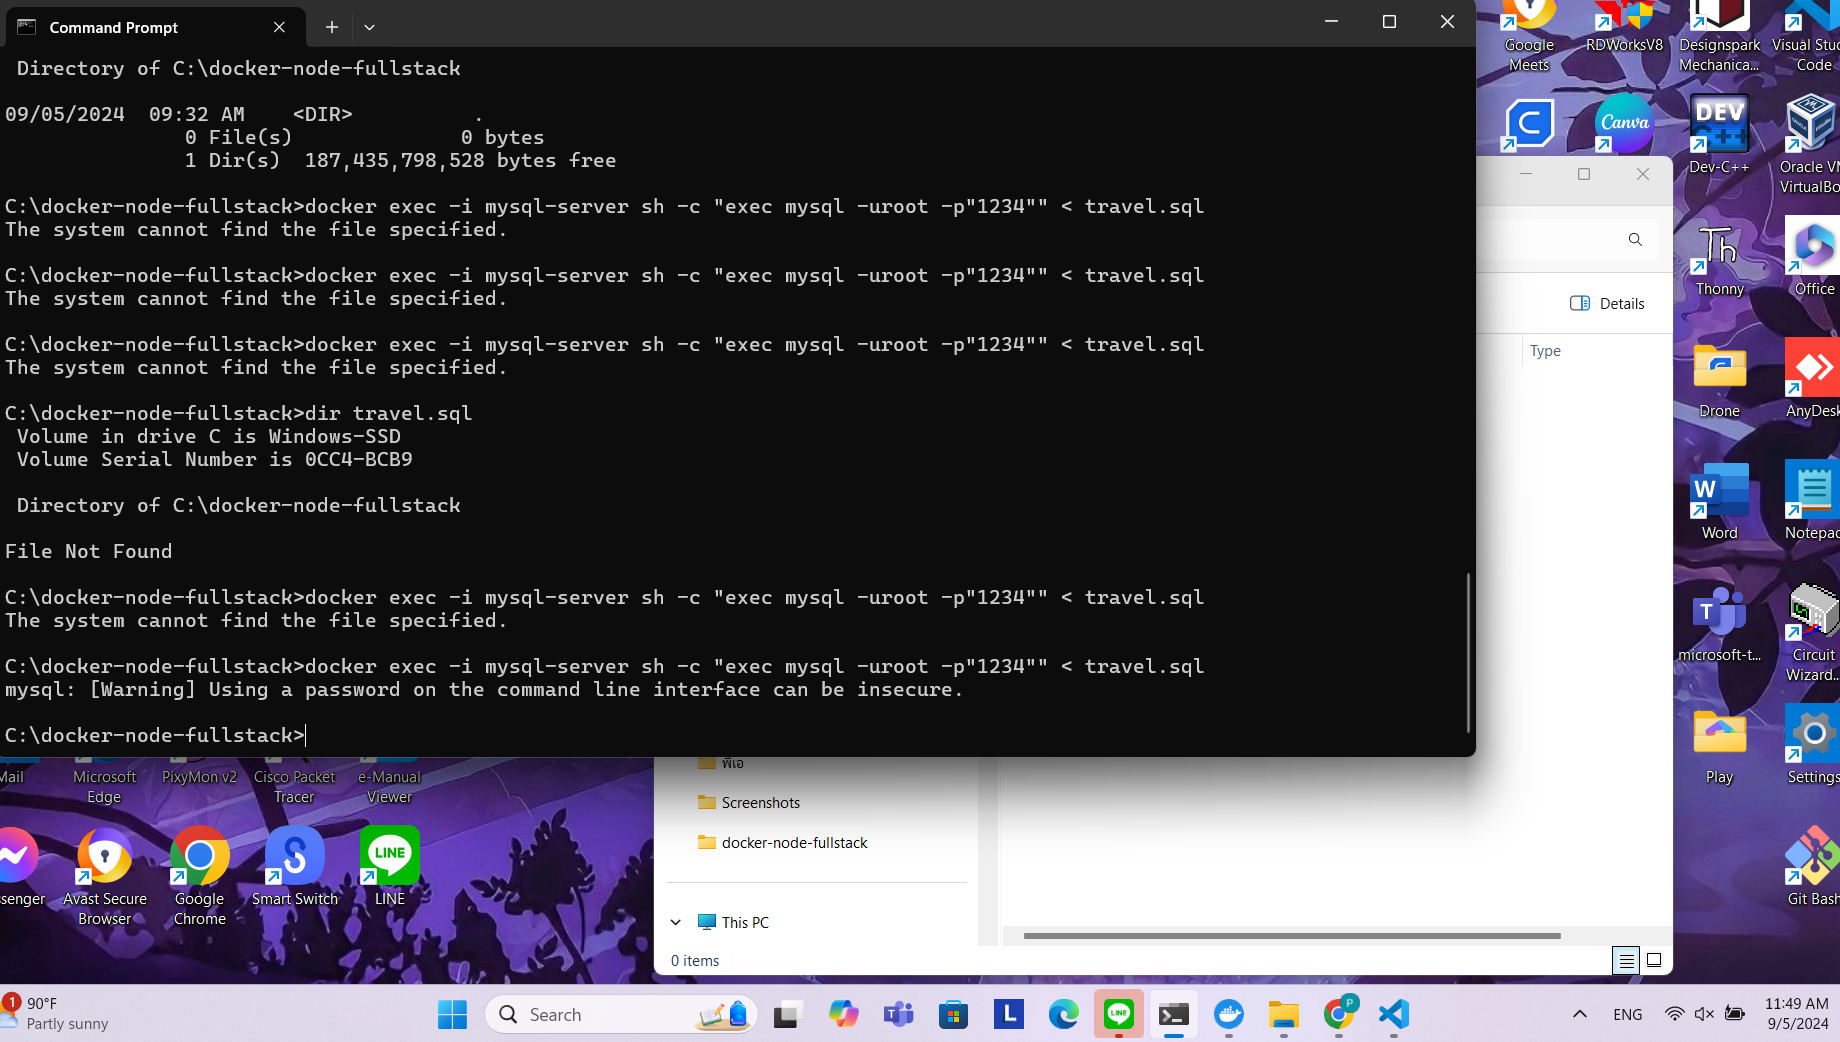 Command Prompt
Directory of C:\docker-node-fullstack
09/05/2024  09:32 AM    <DIR>          .
0 File(s)              0 bytes
1 Dir(s)  187,435,798,528 bytes free
C:\docker-node-fullstack>docker exec -i mysql-server sh -c "exec mysql -uroot -p"1234"" < travel.sql
The system cannot find the file specified.
C:\docker-node-fullstack>docker exec -i mysql-server sh -c "exec mysql -uroot -p"1234"" < travel.sql
The system cannot find the file specified.
C:\docker-node-fullstack>docker exec -i mysql-server sh -c "exec mysql -uroot -p"1234"" < travel.sql
The system cannot find the file specified.
C:\docker-node-fullstack>dir travel.sql
Volume in drive C is Windows-SSD
Volume Serial Number is 0CC4-BCB9
Directory of C:\docker-node-fullstack
File Not Found
C:\docker-node-fullstack>docker exec -i mysql-server sh -c "exec mysql -uroot -p"1234"" < travel.sql
The system cannot find the file specified.
C:\docker-node-fullstack>docker exec -i mysql-server sh -c "exec mysql -uroot -p"1234"" < travel.sql
mysql: [Warning] Using a password on the command line interface can be insecure.
C:\docker-node-fullstack>
Google
Meets
RDWorksV8
Designspark
Mechanica...
Visual Stu
Code
Canva
DEV
C++
Dev-C++
Oracle VM
VirtualBo
Th
Thonny
Office
Details
Type
Drone
AnyDesk
W
Word
Notepad
T
microsoft-t...
Circuit
Wizard...
Play
Settings
Git Bash
Mail
Microsoft
Edge
PixyMon v2
Cisco Packet
Tracer
e-Manual
Viewer
senger
Avast Secure
Browser
Google
Chrome
Smart Switch
LINE
LINE
พีเอ
Screenshots
docker-node-fullstack
This PC
0 items
1
90°F
Partly sunny
Search
T
L
LINE
P
ENG
11:49 AM
9/5/2024